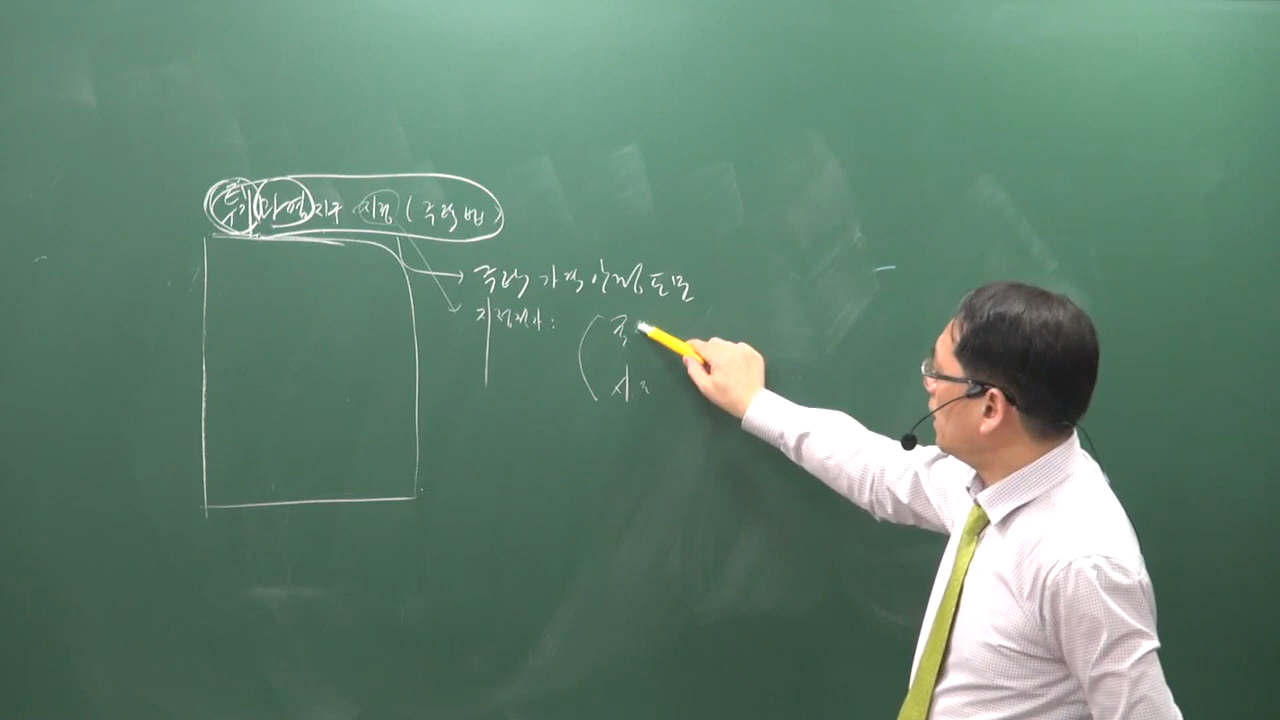 투기과열지구 지정 (주택법)
주택가격안정 도모
지정권자:
국
시·도